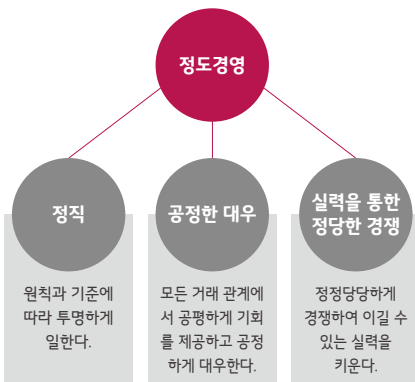 정도경영
정직
공정한 대우
실력을 통한
정당한 경쟁
원칙과 기준에
따라 투명하게
일한다.
모든 거래 관계에
서 공평하게 기회
를 제공하고 공정
하게 대우한다.
정정당당하게
경쟁하여 이길 수
있는 실력을
키운다.